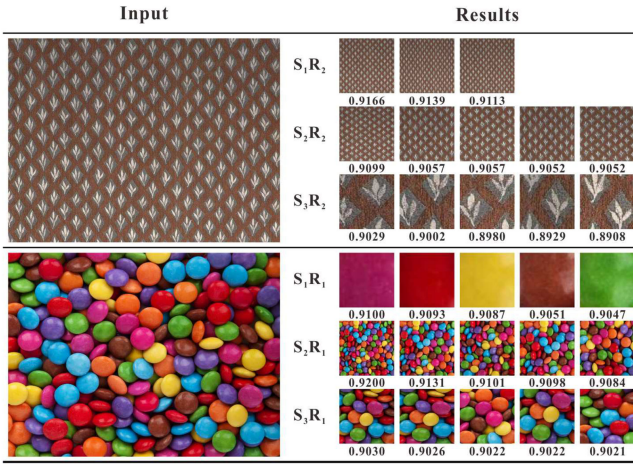 Input Results
S₁R₂
0.9166 0.9139 0.9113
S₂R₂
0.9099 0.9057 0.9057 0.9052 0.9052
S₃R₂
0.9029 0.9002 0.8980 0.8929 0.8908
S₁R₁
0.9100 0.9093 0.9087 0.9051 0.9047
S₂R₁
0.9200 0.9131 0.9101 0.9098 0.9084
S₃R₁
0.9030 0.9026 0.9022 0.9022 0.9021